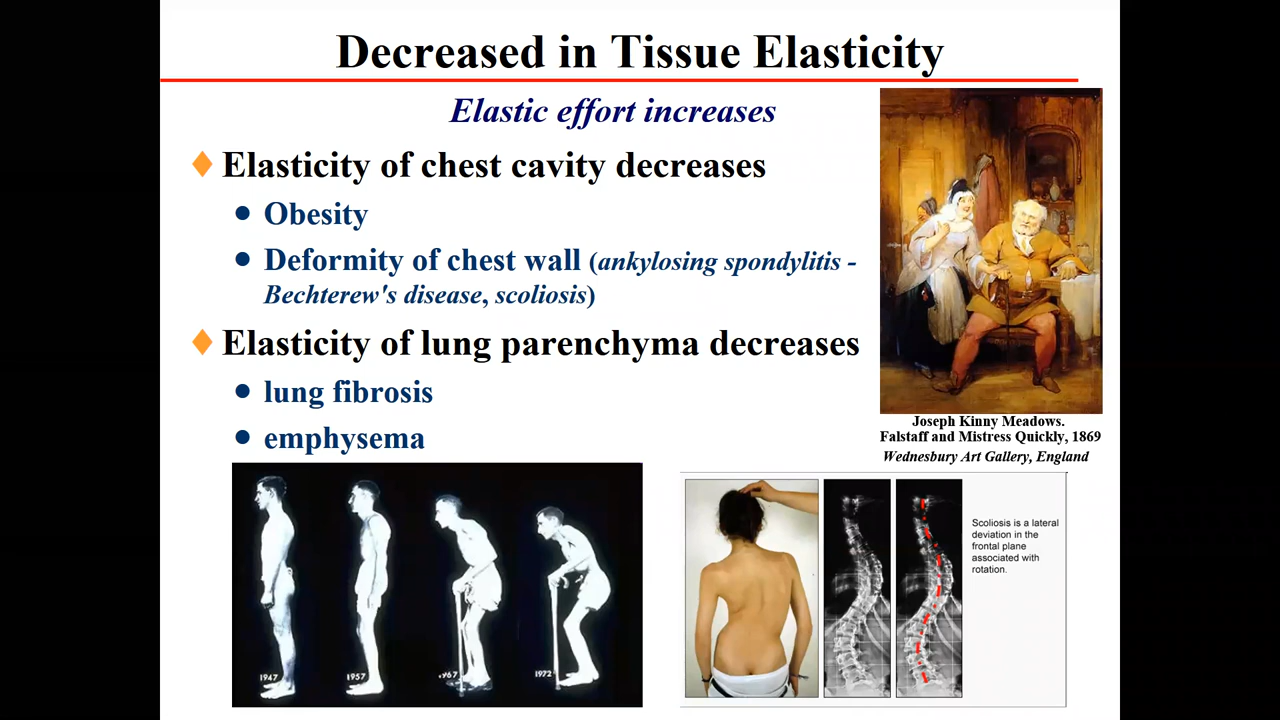 Decreased in Tissue Elasticity
Elastic effort increases
Elasticity of chest cavity decreases
Obesity
Deformity of chest wall (ankylosing spondylitis -
Bechterew's disease, scoliosis)
Elasticity of lung parenchyma decreases
lung fibrosis
emphysema
Joseph Kinny Meadows.
Falstaff and Mistress Quickly, 1869
Wednesbury Art Gallery, England
1947
1957
1967
1972
Scoliosis is a lateral
deviation in the
frontal plane
associated with
rotation.